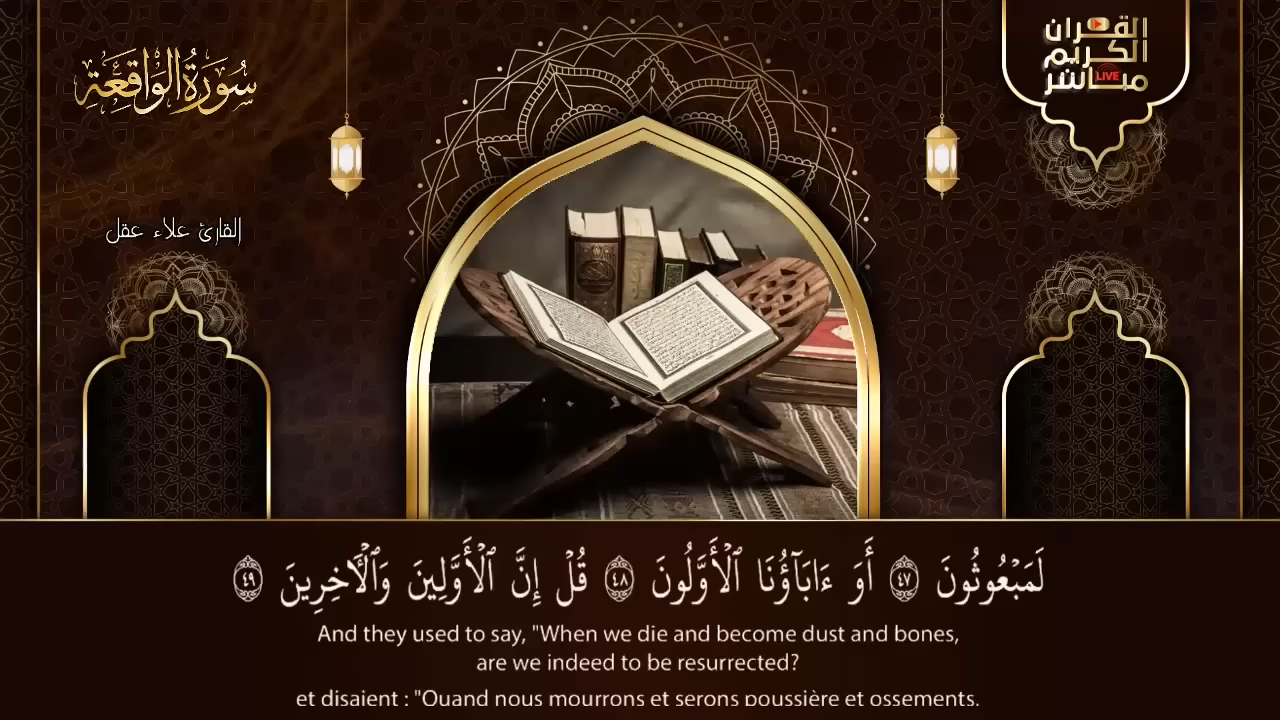 سُورَةُ الْوَاقِعَة
القرآن
الكريم
مباشر
LIVE
القارئ علاء عقل
لَمَبْعُوثُونَ ٤٧ أَوَ ءَابَآؤُنَا ٱلْأَوَّلُونَ ٤٨ قُلْ إِنَّ ٱلْأَوَّلِينَ وَٱلْـَٔاخِرِينَ ٤٩
And they used to say, "When we die and become dust and bones,
are we indeed to be resurrected?
et disaient : "Quand nous mourrons et serons poussière et ossements,